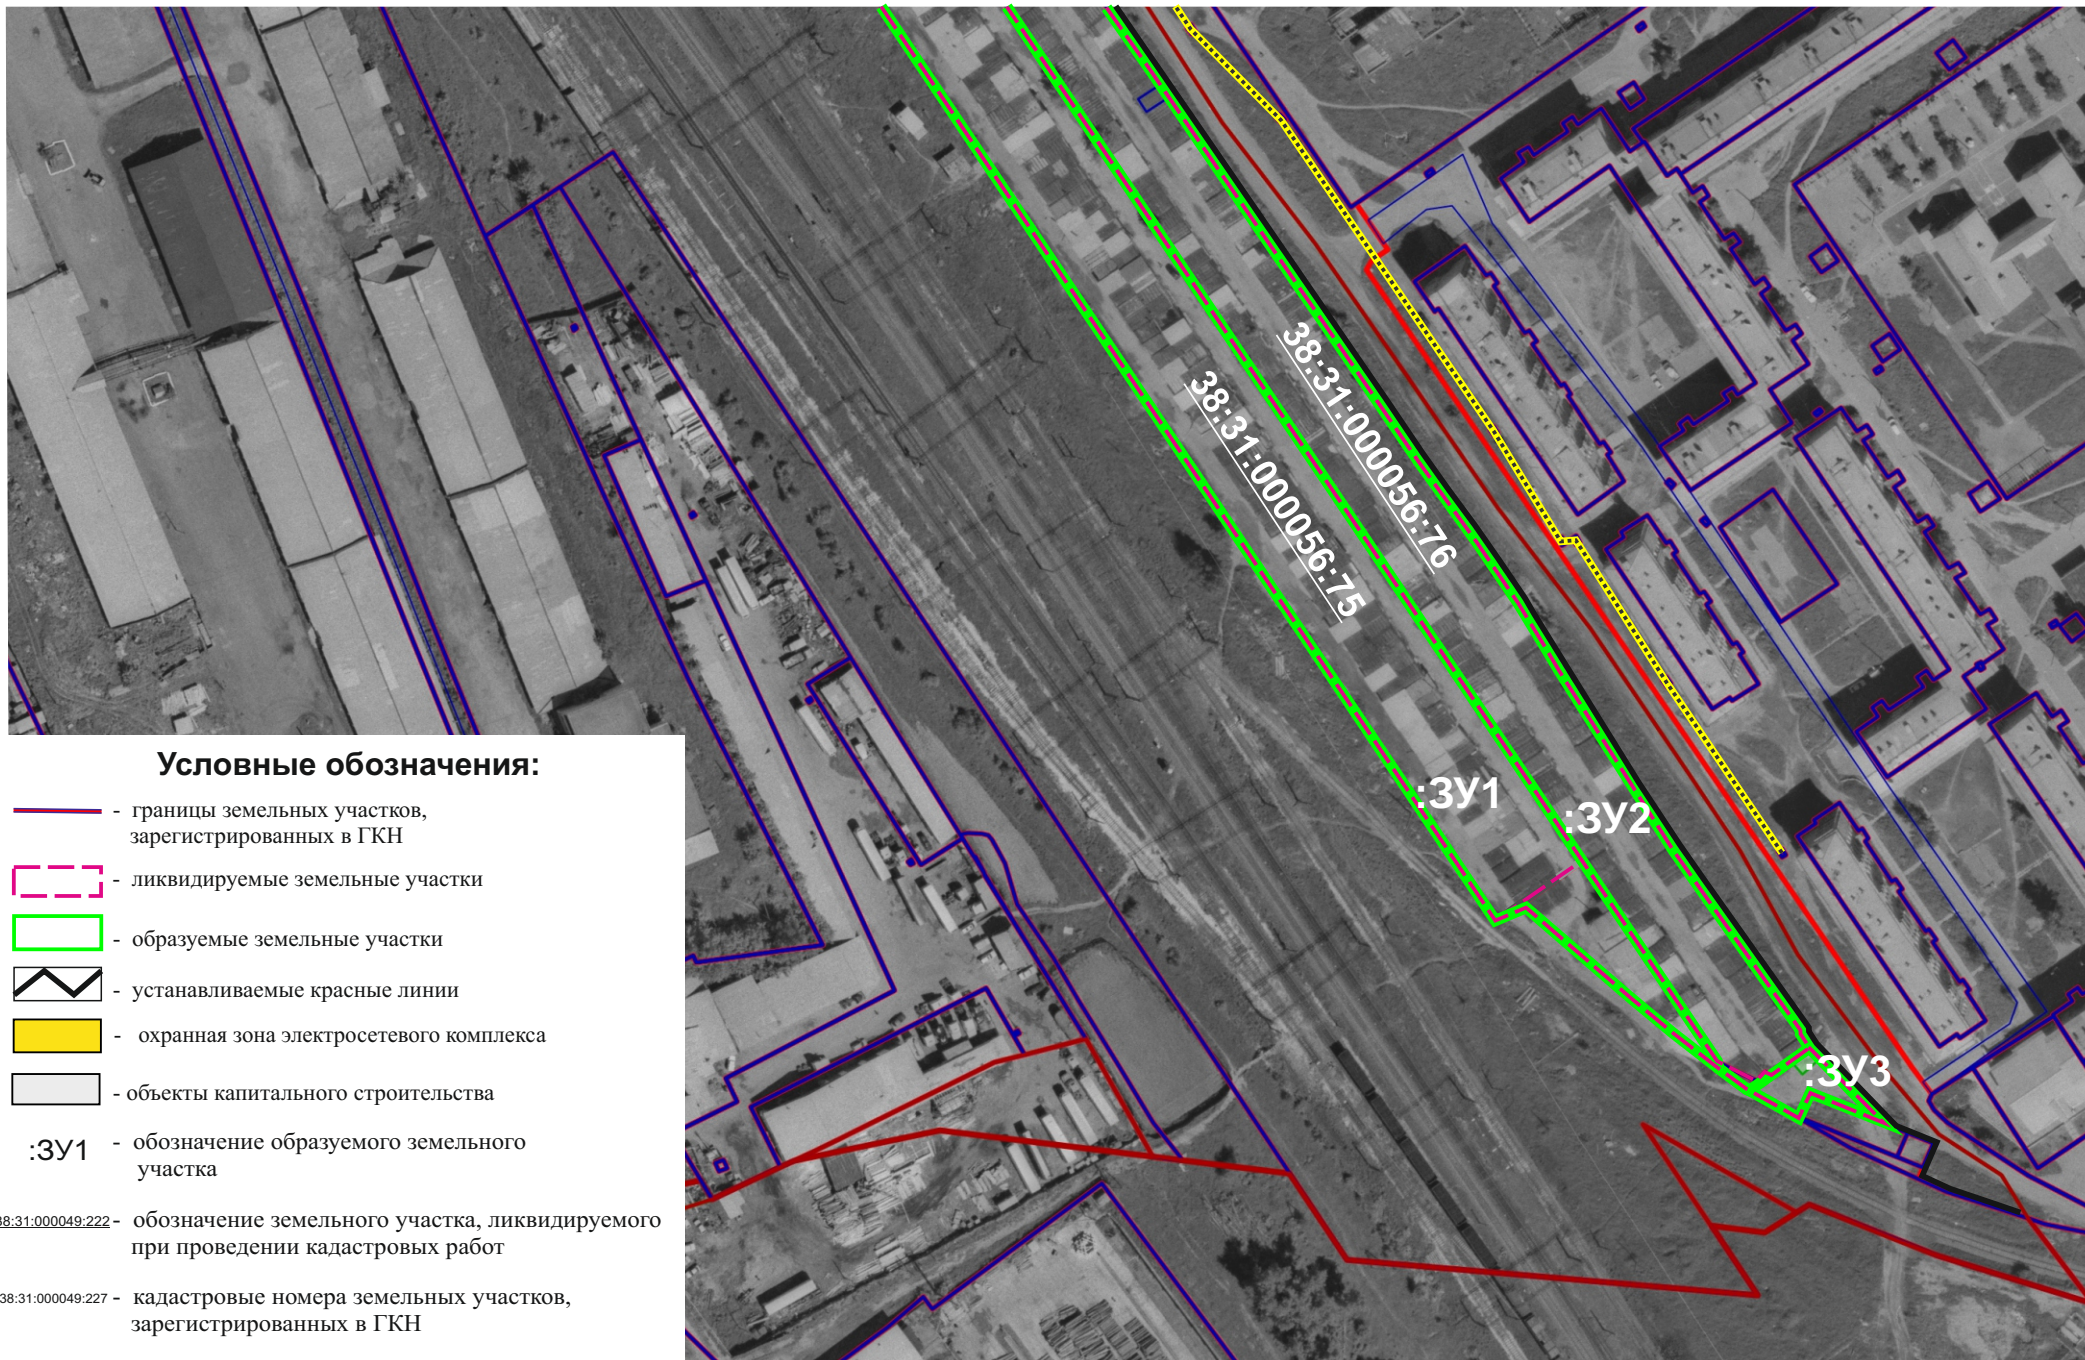 38:31:000056:76
38:31:000056:75
:ЗУ1
:ЗУ2
:ЗУ3
Условные обозначения:
- границы земельных участков,
зарегистрированных в ГКН
- ликвидируемые земельные участки
- образуемые земельные участки
- устанавливаемые красные линии
- охранная зона электросетевого комплекса
- объекты капитального строительства
:ЗУ1 - обозначение образуемого земельного
участка
38:31:000049:222 - обозначение земельного участка, ликвидируемого
при проведении кадастровых работ
38:31:000049:227 - кадастровые номера земельных участков,
зарегистрированных в ГКН